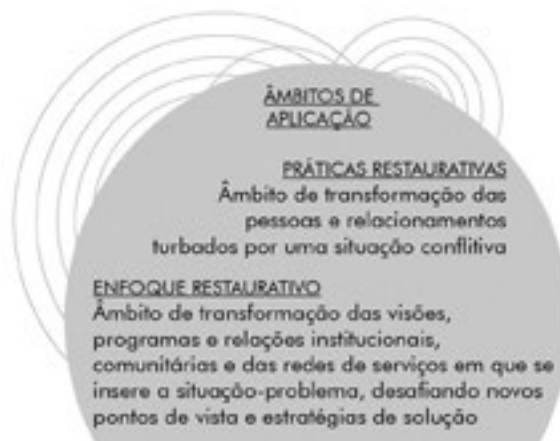 ÂMBITOS DE
APLICAÇÃO
PRÁTICAS RESTAURATIVAS
Âmbito de transformação das
pessoas e relacionamentos
turbados por uma situação conflitiva
ENFOQUE RESTAURATIVO
Âmbito de transformação das visões,
programas e relações institucionais,
comunitárias e das redes de serviços em que se
insere a situação-problema, desafiando novos
pontos de vista e estratégias de solução